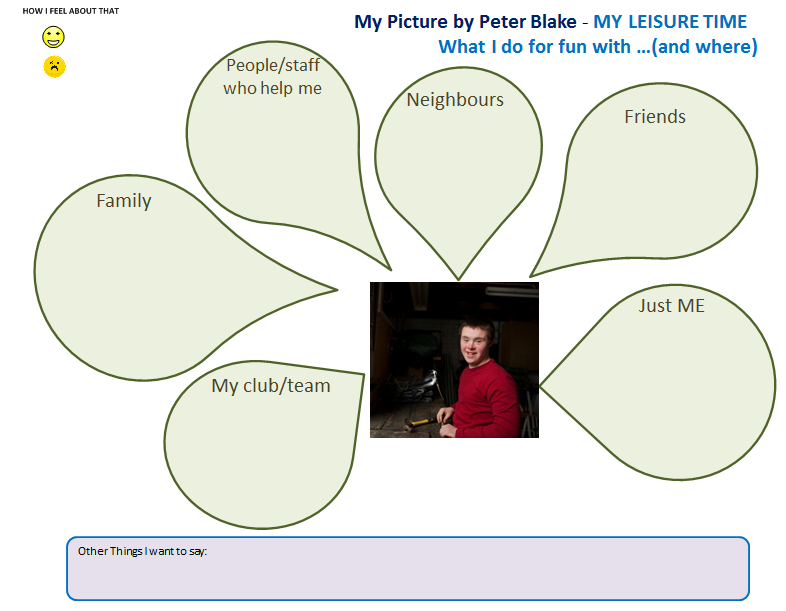 HOW I FEEL ABOUT THAT
My Picture by Peter Blake - MY LEISURE TIME
What I do for fun with ...(and where)
People/staff
who help me
Neighbours
Friends
Family
Just ME
My club/team
Other Things I want to say: